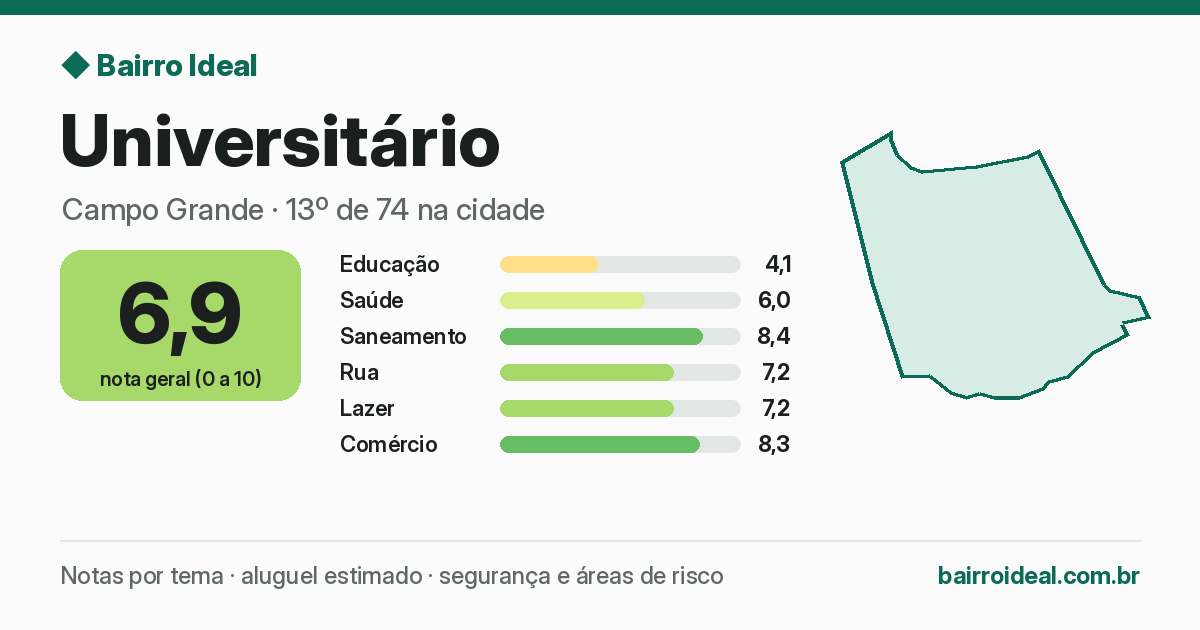 Bairro Ideal
Universitário
Campo Grande · 13º de 74 na cidade
6,9
nota geral (0 a 10)
Educação 4,1
Saúde 6,0
Saneamento 8,4
Rua 7,2
Lazer 7,2
Comércio 8,3
Notas por tema · aluguel estimado · segurança e áreas de risco
bairroideal.com.br